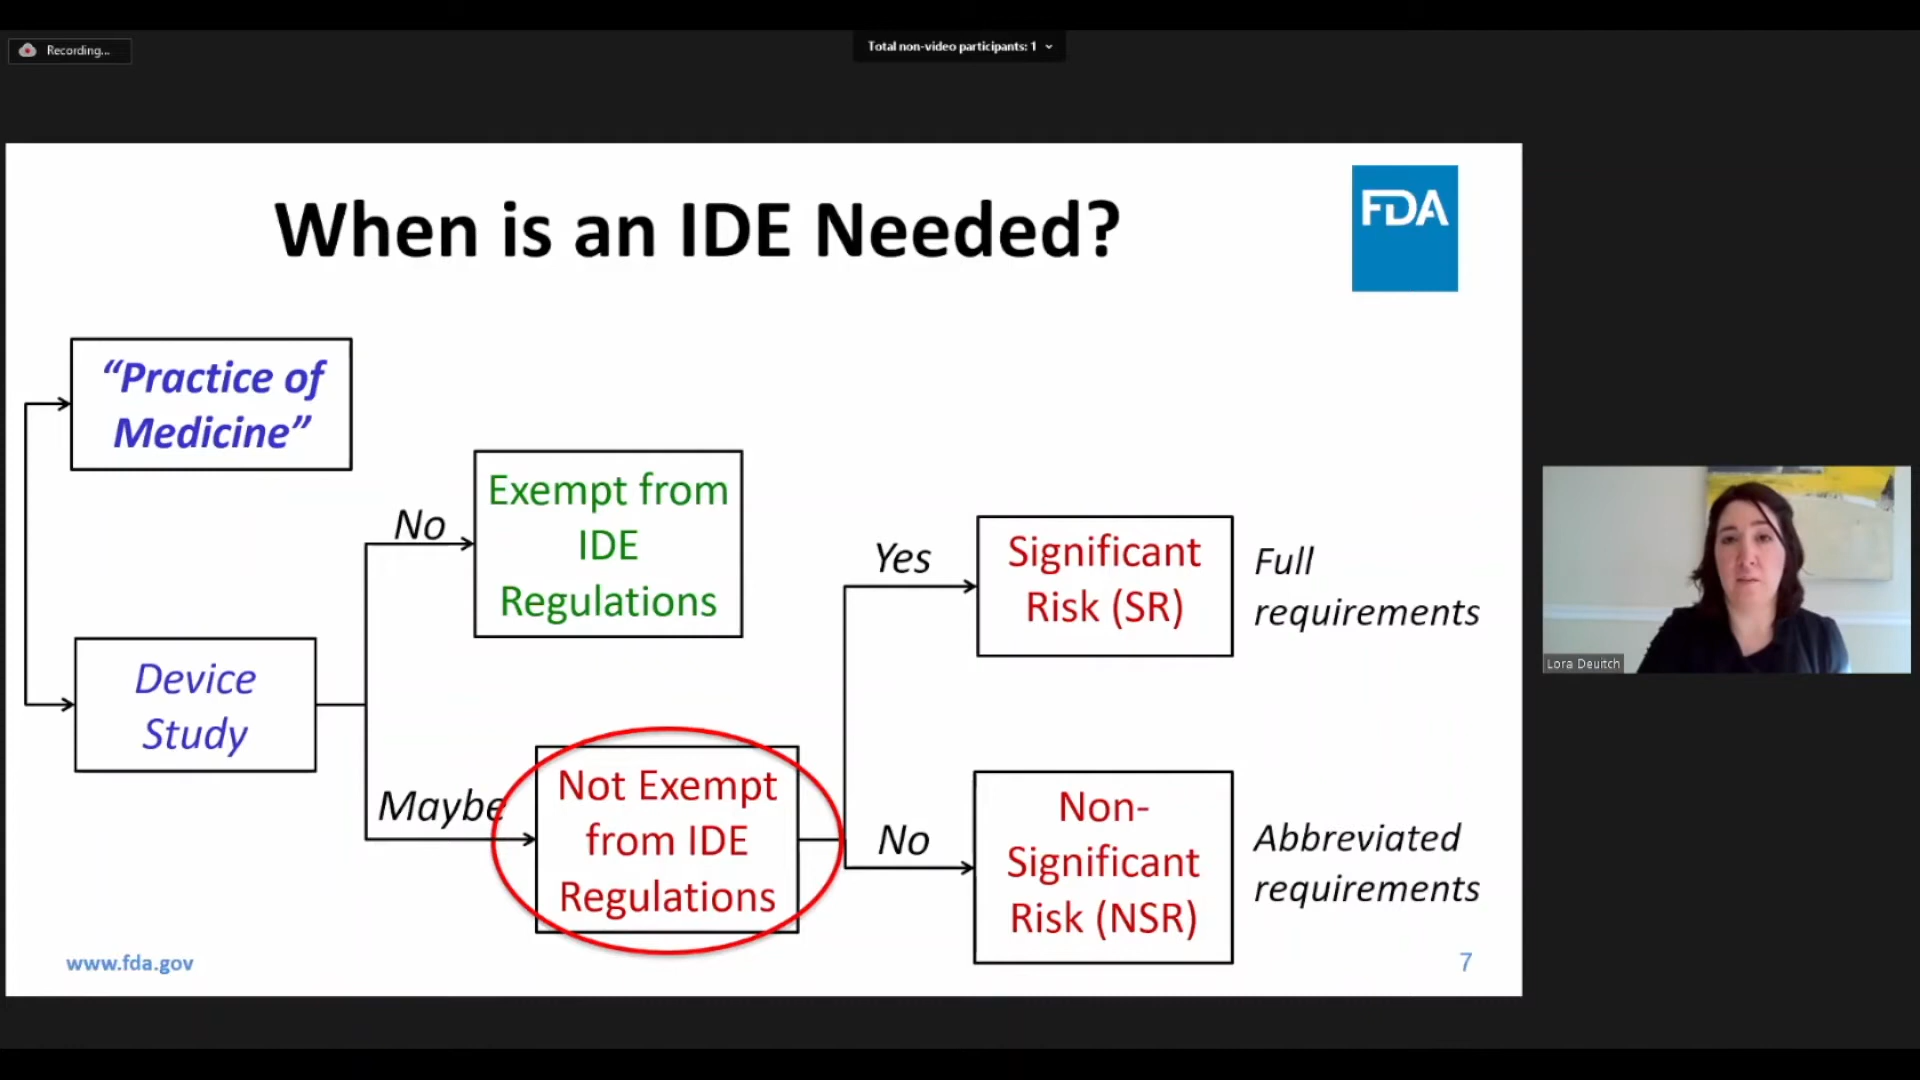 Recording...
Total non-video participants: 1
When is an IDE Needed?
FDA
“Practice of
Medicine”
Device
Study
No
Exempt from
IDE
Regulations
Maybe
Not Exempt
from IDE
Regulations
Yes
Significant
Risk (SR)
Full
requirements
No
Non-
Significant
Risk (NSR)
Abbreviated
requirements
www.fda.gov
7
Lora Deuitch